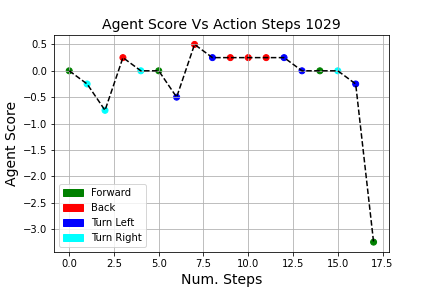 Agent Score Vs Action Steps 1029
Agent Score
0.5
0.0
−0.5
−1.0
−1.5
−2.0
−2.5
−3.0
Forward
Back
Turn Left
Turn Right
0.0 2.5 5.0 7.5 10.0 12.5 15.0 17.5
Num. Steps